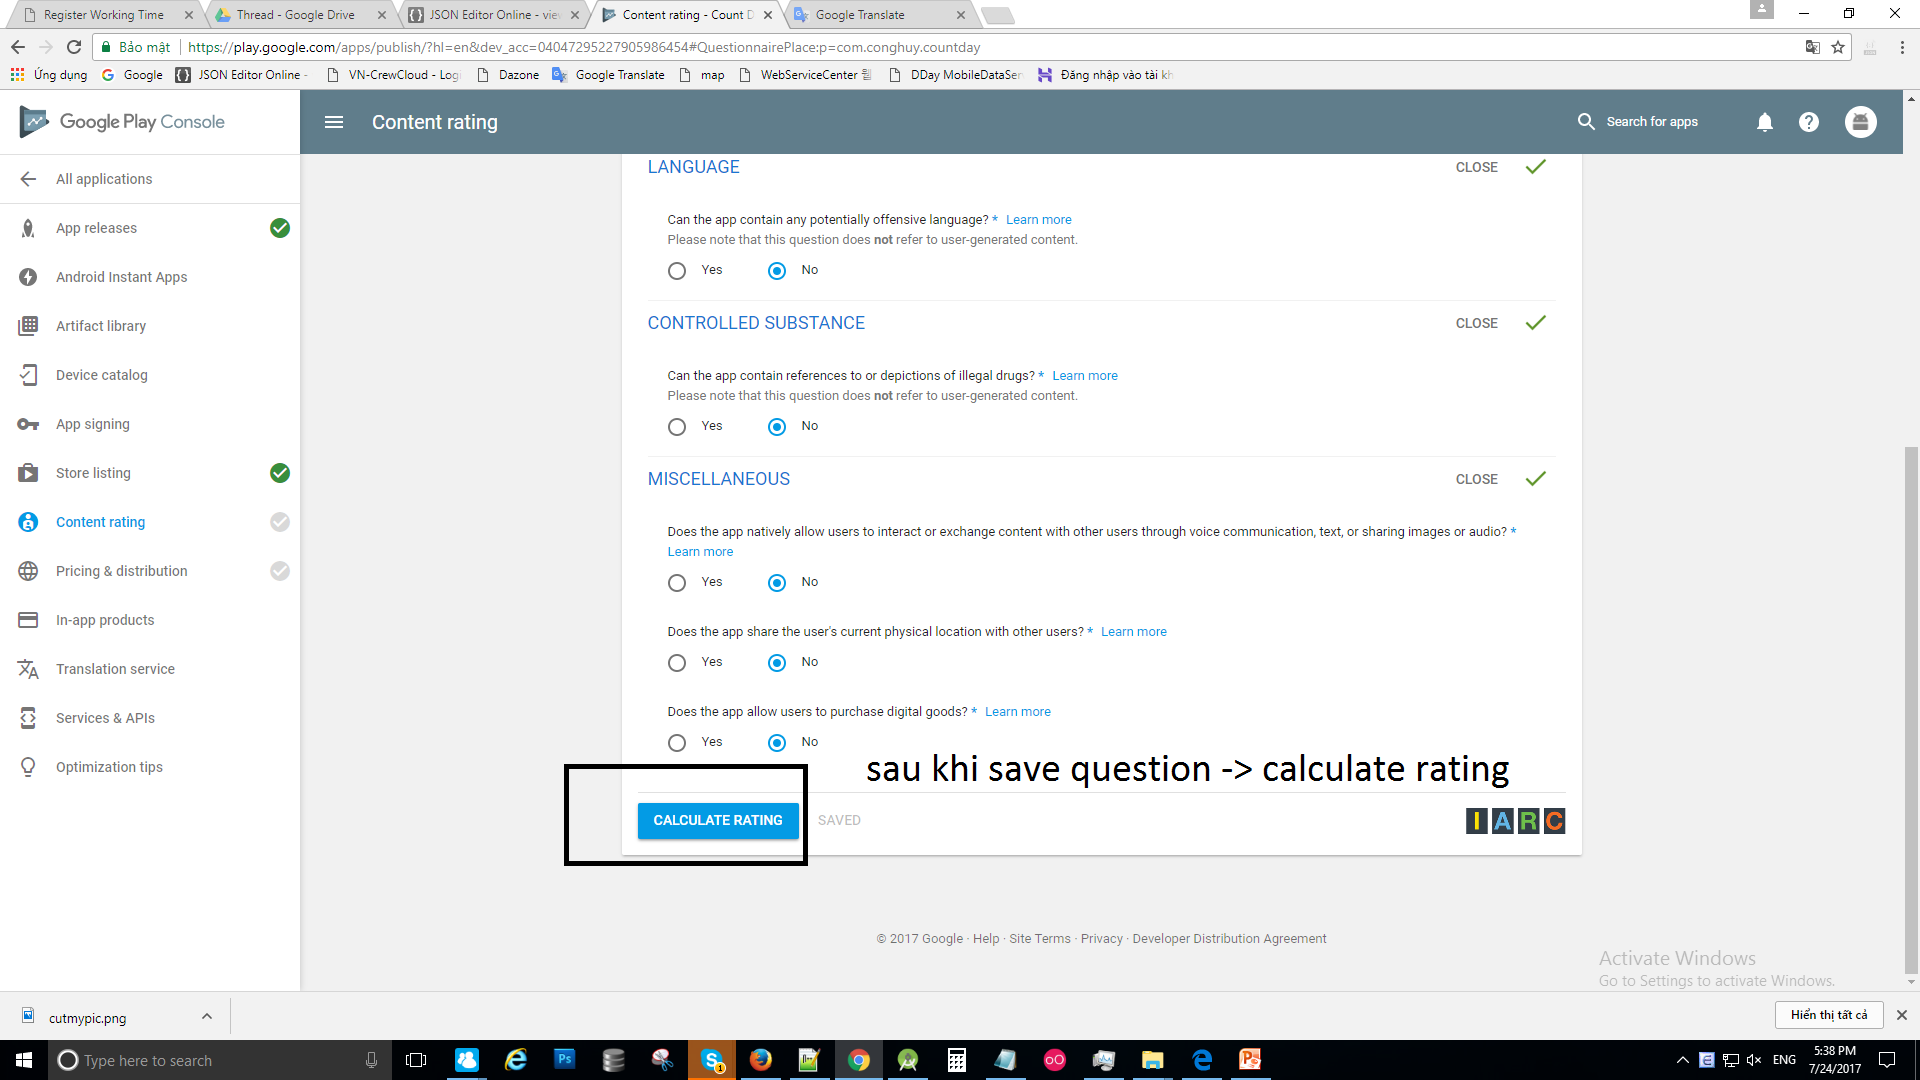 Register Working Time
Thread - Google Drive
JSON Editor Online - vie
Content rating - Count D
Google Translate
Bảo mật
https://play.google.com/apps/publish/?hl=en&dev_acc=04047295227905986454#QuestionnairePlace:p=com.conghuy.countday
Ứng dụng
Google
JSON Editor Online -
VN-CrewCloud - Log
Dazone
Google Translate
map
WebServiceCenter
DDay MobileDataSer
Đăng nhập vào tài kh
Google Play Console
Content rating
Search for apps
All applications
App releases
Android Instant Apps
Artifact library
Device catalog
App signing
Store listing
Content rating
Pricing & distribution
In-app products
Translation service
Services & APIs
Optimization tips
LANGUAGE
CLOSE
Can the app contain any potentially offensive language? * Learn more
Please note that this question does not refer to user-generated content.
Yes
No
CONTROLLED SUBSTANCE
CLOSE
Can the app contain references to or depictions of illegal drugs? * Learn more
Please note that this question does not refer to user-generated content.
Yes
No
MISCELLANEOUS
CLOSE
Does the app natively allow users to interact or exchange content with other users through voice communication, text, or sharing images or audio? *
Learn more
Yes
No
Does the app share the user's current physical location with other users? * Learn more
Yes
No
Does the app allow users to purchase digital goods? * Learn more
Yes
No
sau khi save question -> calculate rating
CALCULATE RATING
SAVED
IARC
© 2017 Google · Help · Site Terms · Privacy · Developer Distribution Agreement
Activate Windows
Go to Settings to activate Windows.
cutmypic.png
Hiển thị tất cả
Type here to search
ENG
5:38 PM
7/24/2017